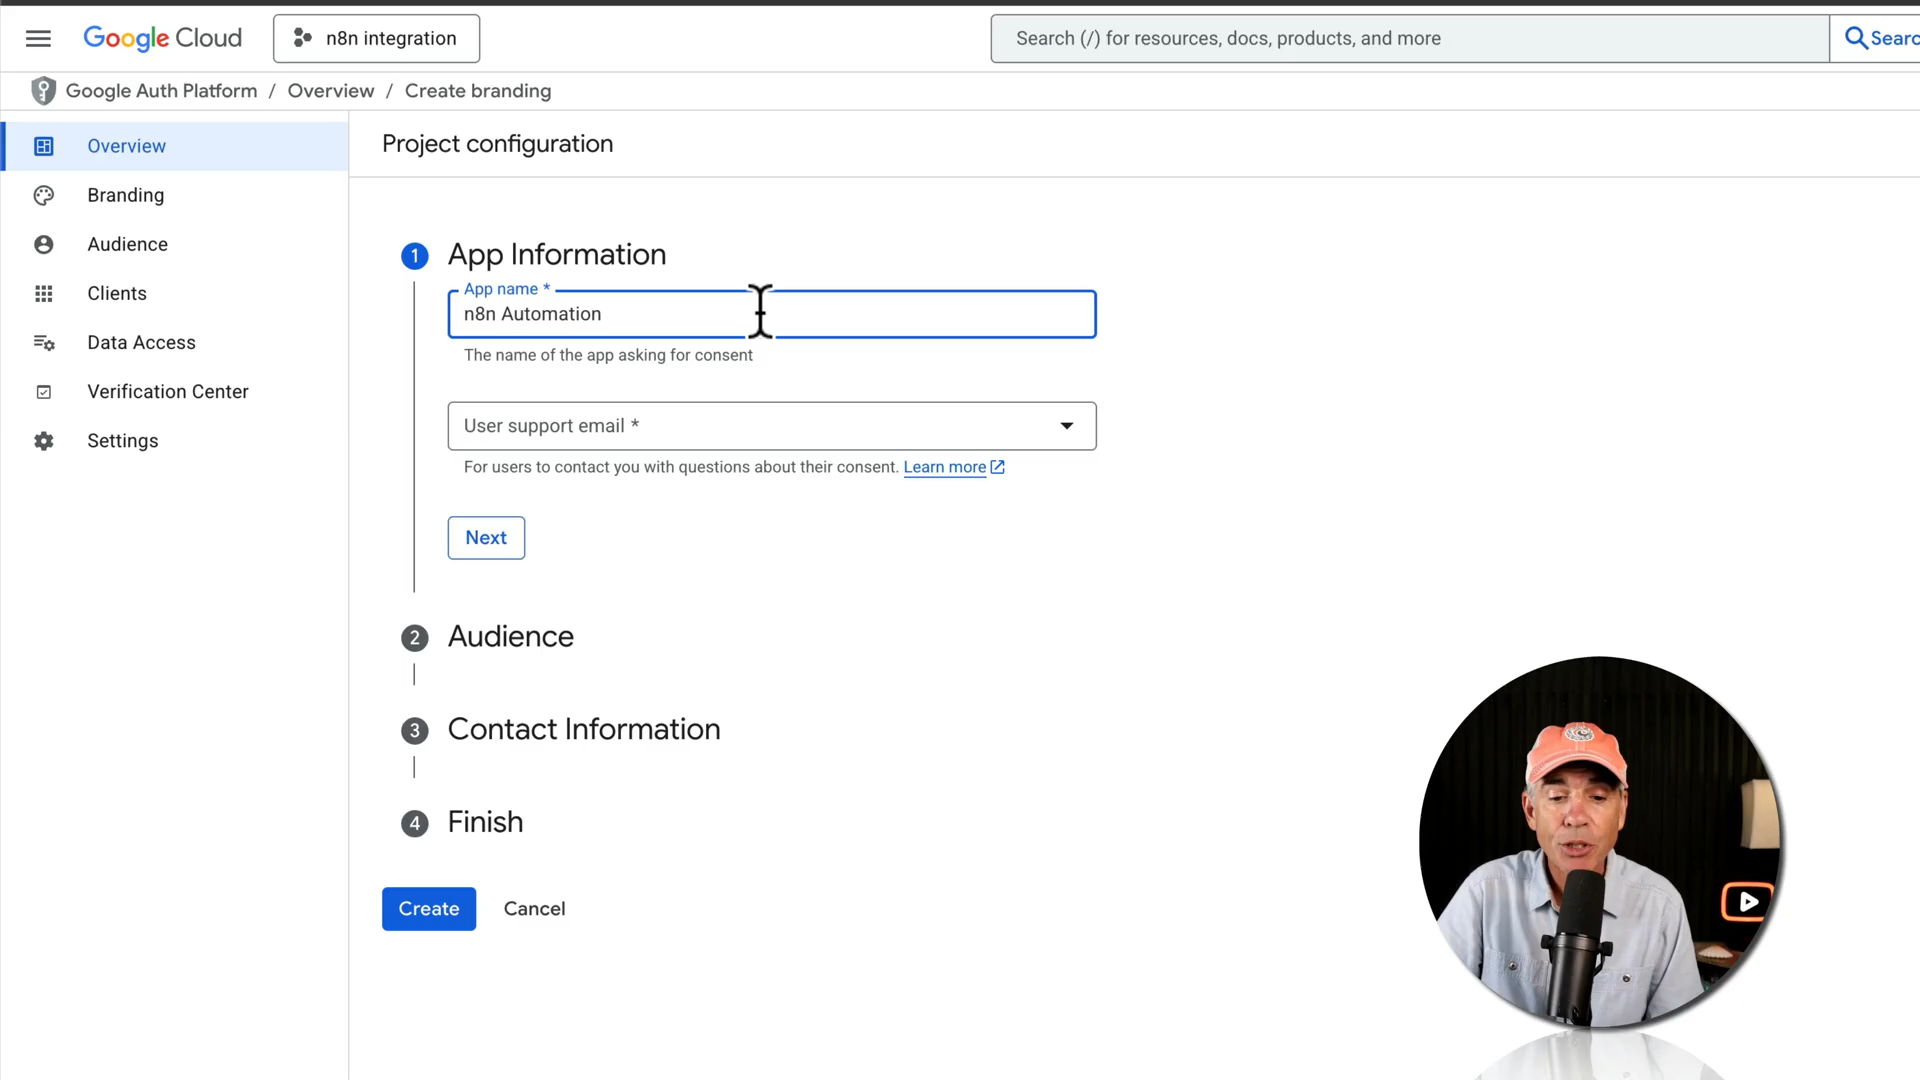 Google Cloud
n8n integration
Search (/) for resources, docs, products, and more
Searc
Google Auth Platform / Overview / Create branding
Overview
Branding
Audience
Clients
Data Access
Verification Center
Settings
Project configuration
1 App Information
App name *
n8n Automation
The name of the app asking for consent
User support email *
For users to contact you with questions about their consent. Learn more
Next
2 Audience
3 Contact Information
4 Finish
Create Cancel